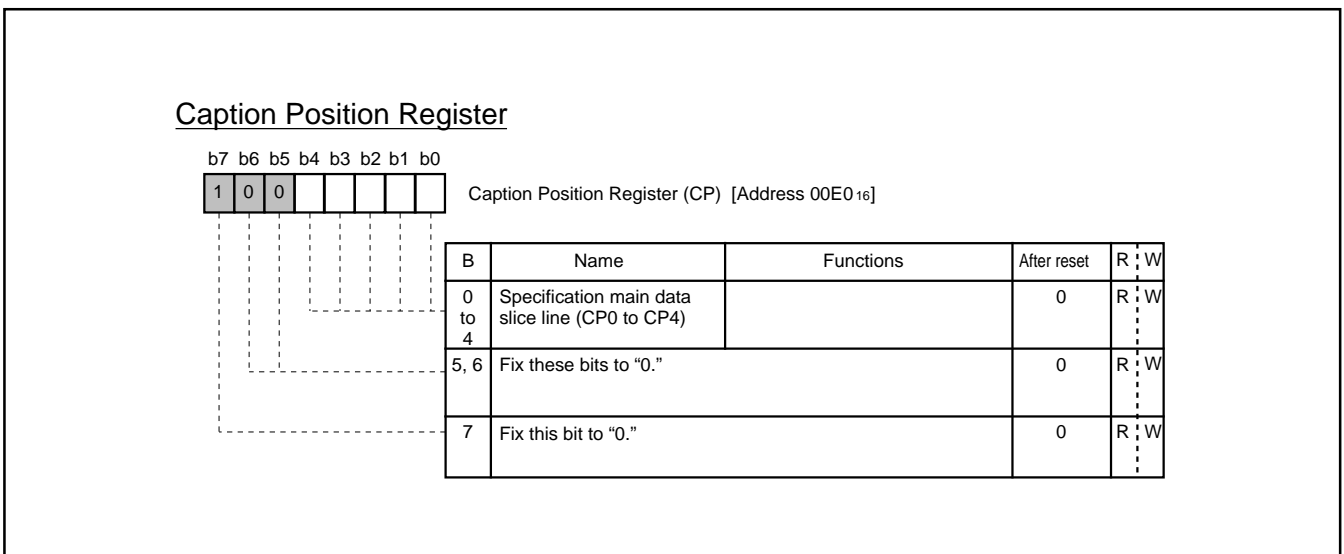 Caption Position Register
b7 b6 b5 b4 b3 b2 b1 b0
1 0 0
Caption Position Register (CP) [Address 00E016]
B Name Functions After reset R W
0 to 4 Specification main data slice line (CP0 to CP4) 0 R W
5, 6 Fix these bits to “0.” 0 R W
7 Fix this bit to “0.” 0 R W